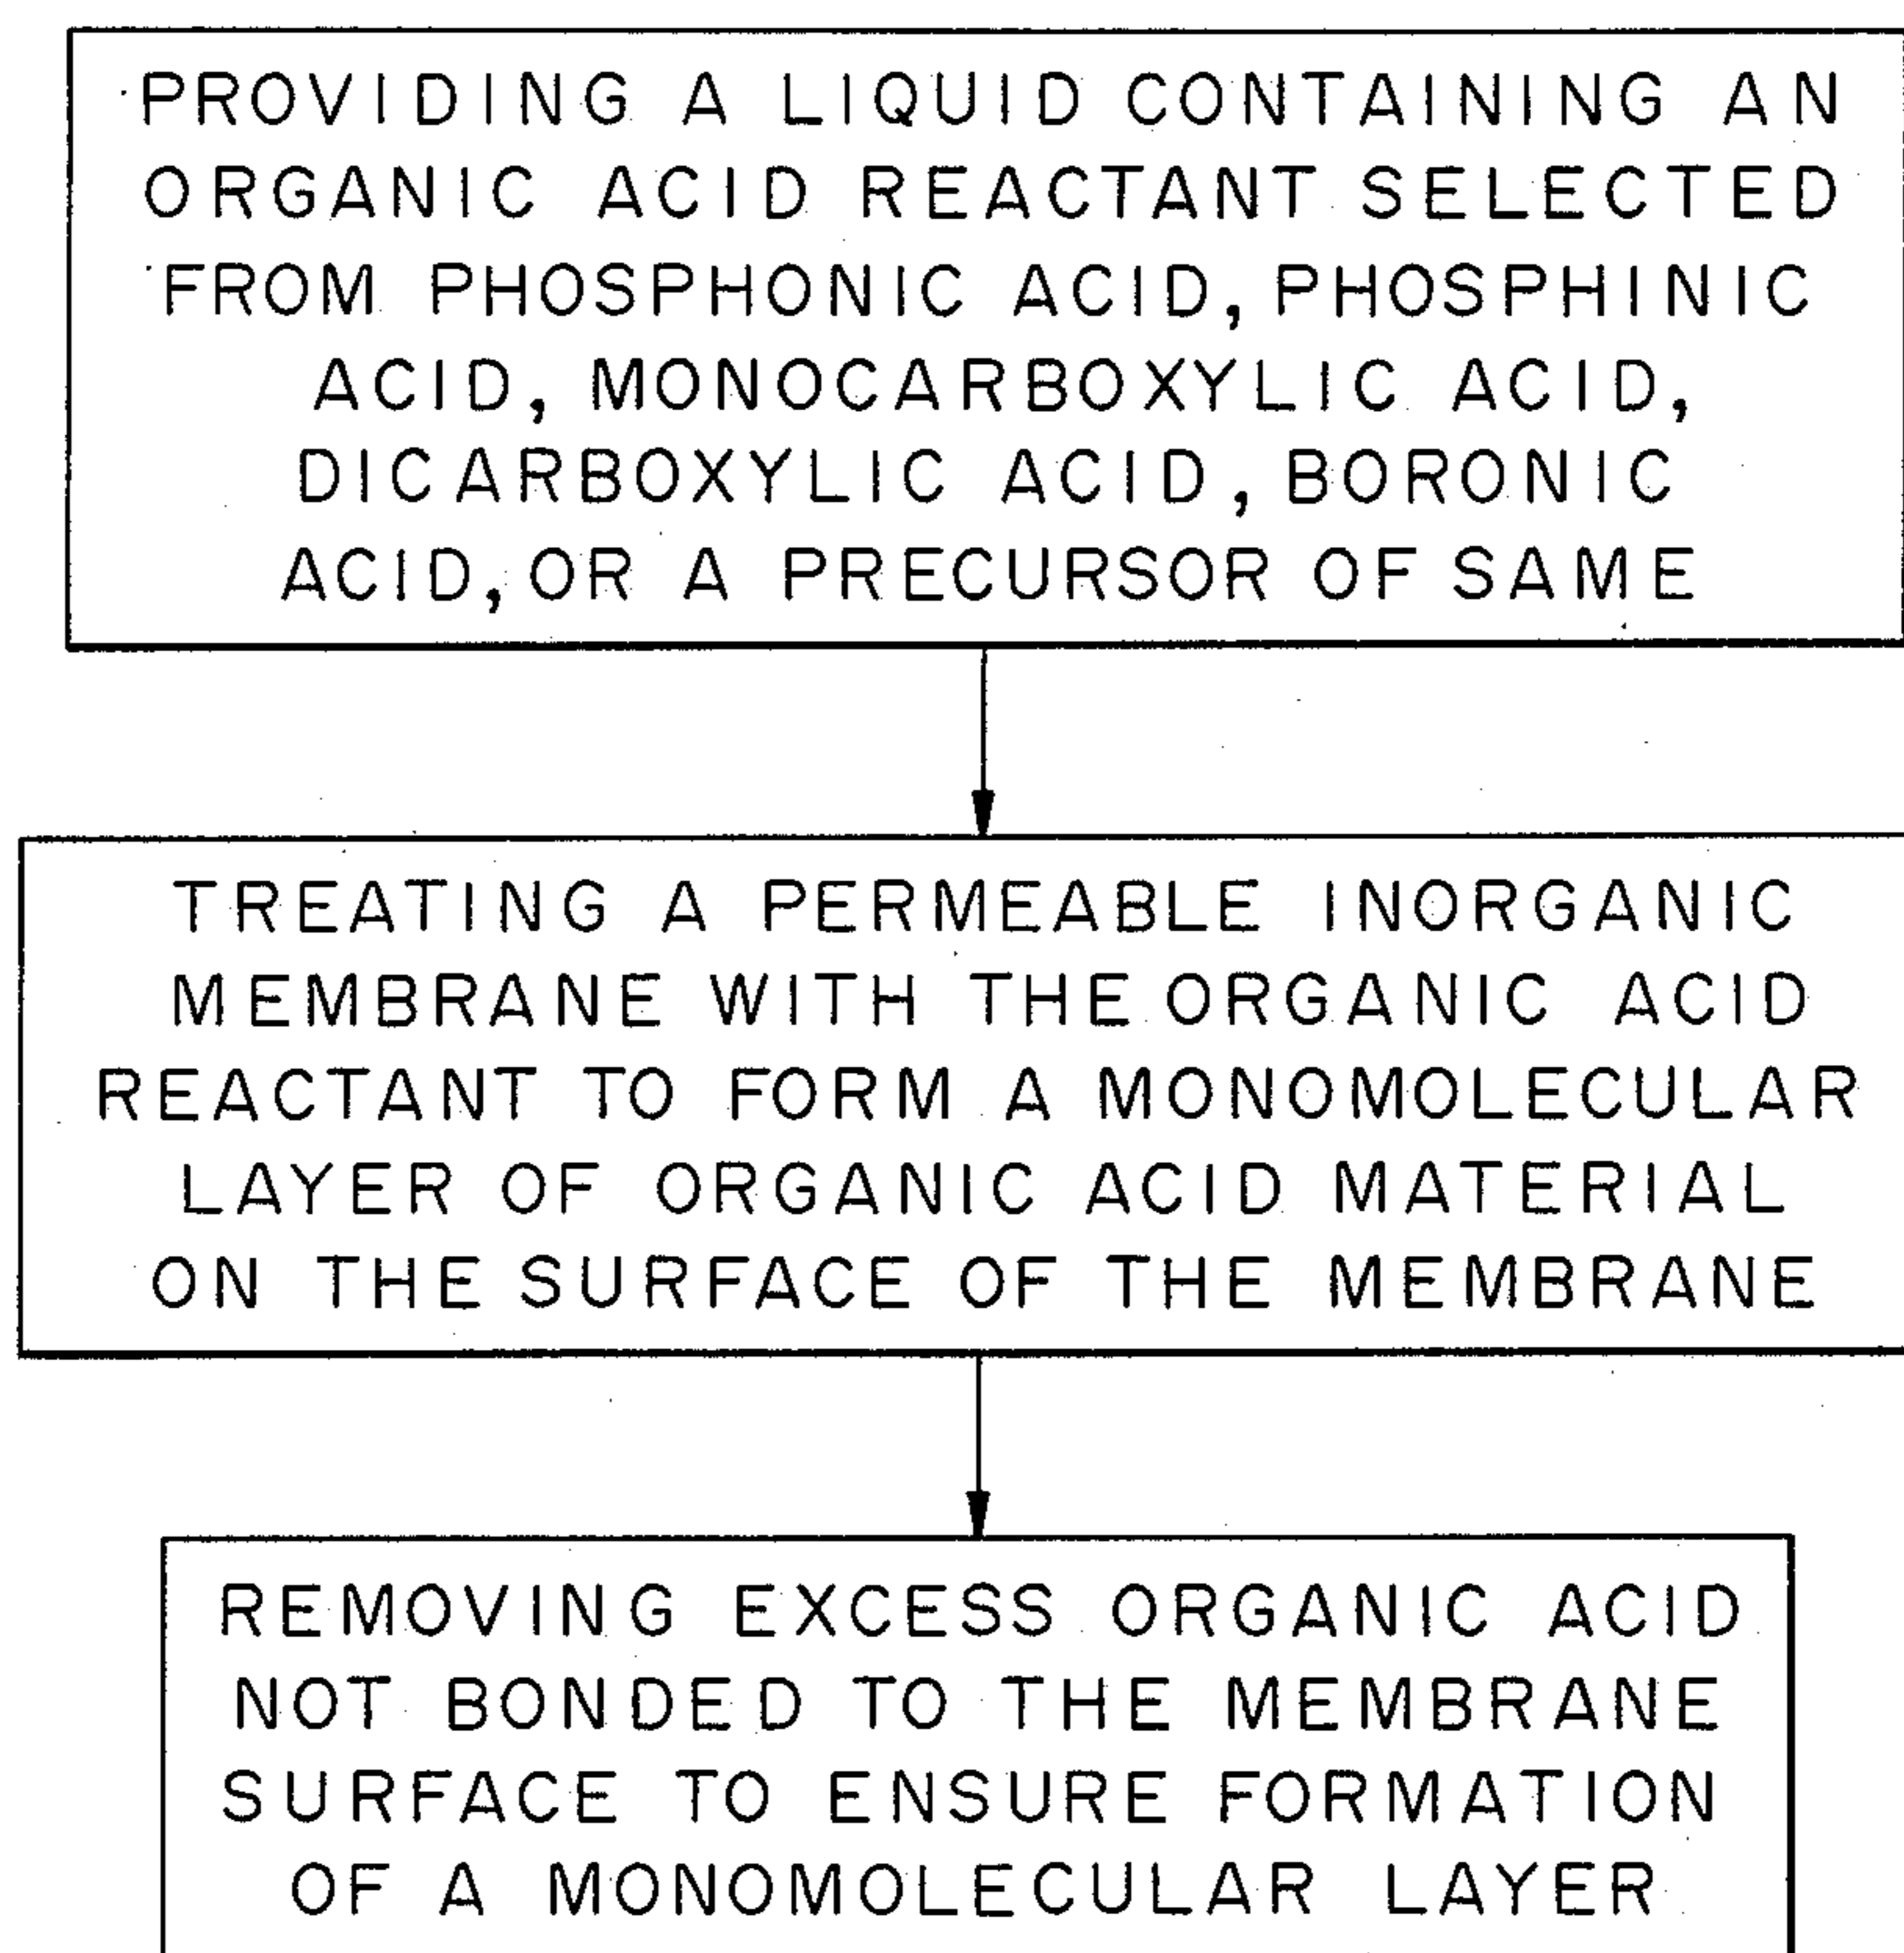 PROVIDING A LIQUID CONTAINING AN
ORGANIC ACID REACTANT SELECTED
FROM PHOSPHONIC ACID, PHOSPHINIC
ACID, MONOCARBOXYLIC ACID,
DICARBOXYLIC ACID, BORONIC
ACID, OR A PRECURSOR OF SAME
TREATING A PERMEABLE INORGANIC
MEMBRANE WITH THE ORGANIC ACID
REACTANT TO FORM A MONOMOLECULAR
LAYER OF ORGANIC ACID MATERIAL
ON THE SURFACE OF THE MEMBRANE
REMOVING EXCESS ORGANIC ACID
NOT BONDED TO THE MEMBRANE
SURFACE TO ENSURE FORMATION
OF A MONOMOLECULAR LAYER